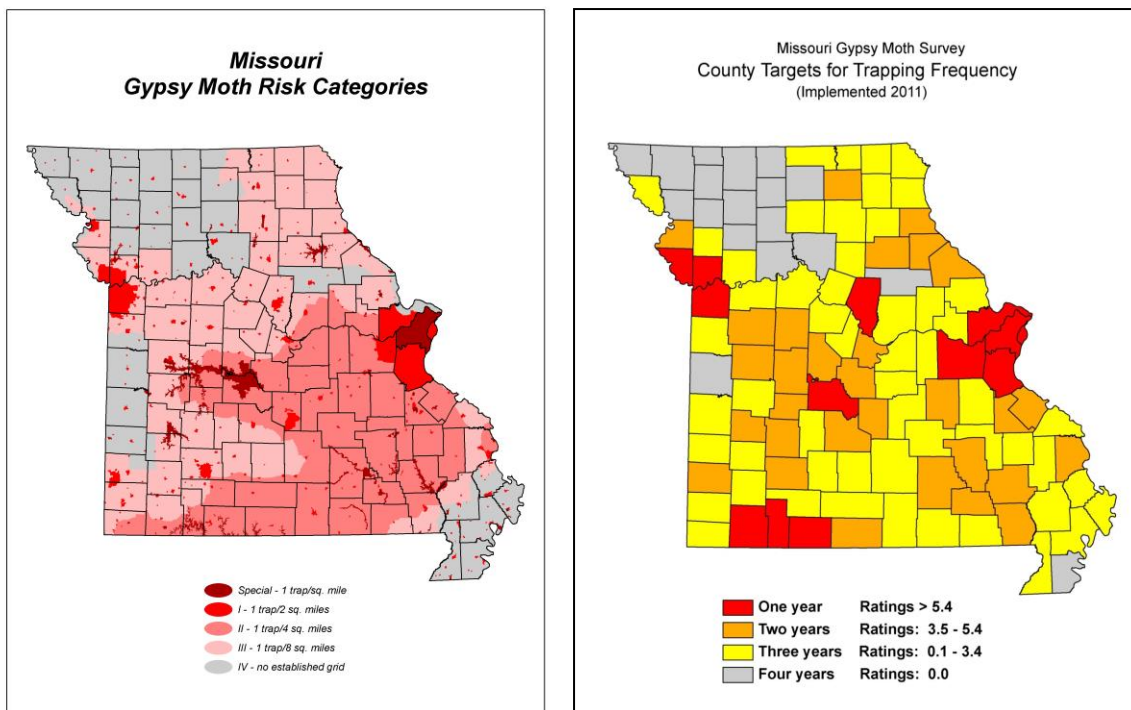 Missouri
Gypsy Moth Risk Categories
Special - 1 trap/sq. mile
I - 1 trap/2 sq. miles
II - 1 trap/4 sq. miles
III - 1 trap/8 sq. miles
IV - no established grid
Missouri Gypsy Moth Survey
County Targets for Trapping Frequency
(Implemented 2011)
One year Ratings > 5.4
Two years Ratings: 3.5 - 5.4
Three years Ratings: 0.1 - 3.4
Four years Ratings: 0.0